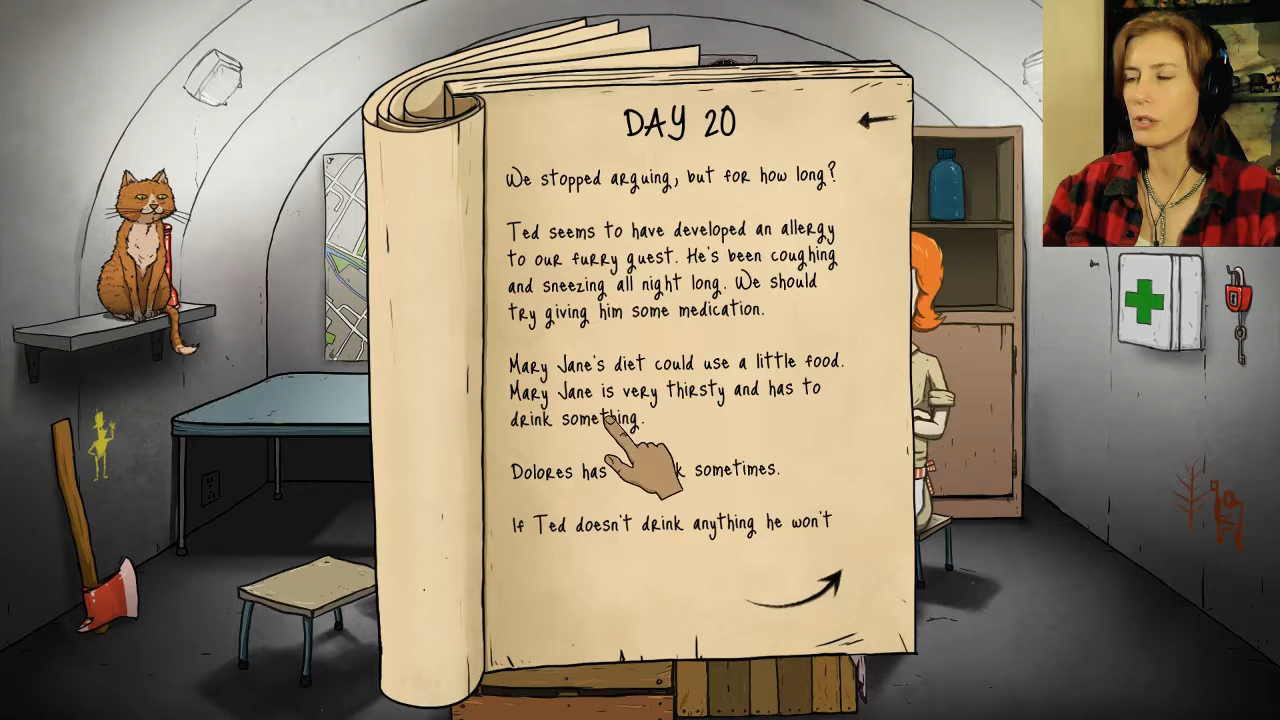 DAY 20
We stopped arguing, but for how long?
Ted seems to have developed an allergy
to our furry guest. He's been coughing
and sneezing all night long. We should
try giving him some medication.
Mary Jane's diet could use a little food.
Mary Jane is very thirsty and has to
drink something.
Dolores has sometimes.
If Ted doesn't drink anything he won't